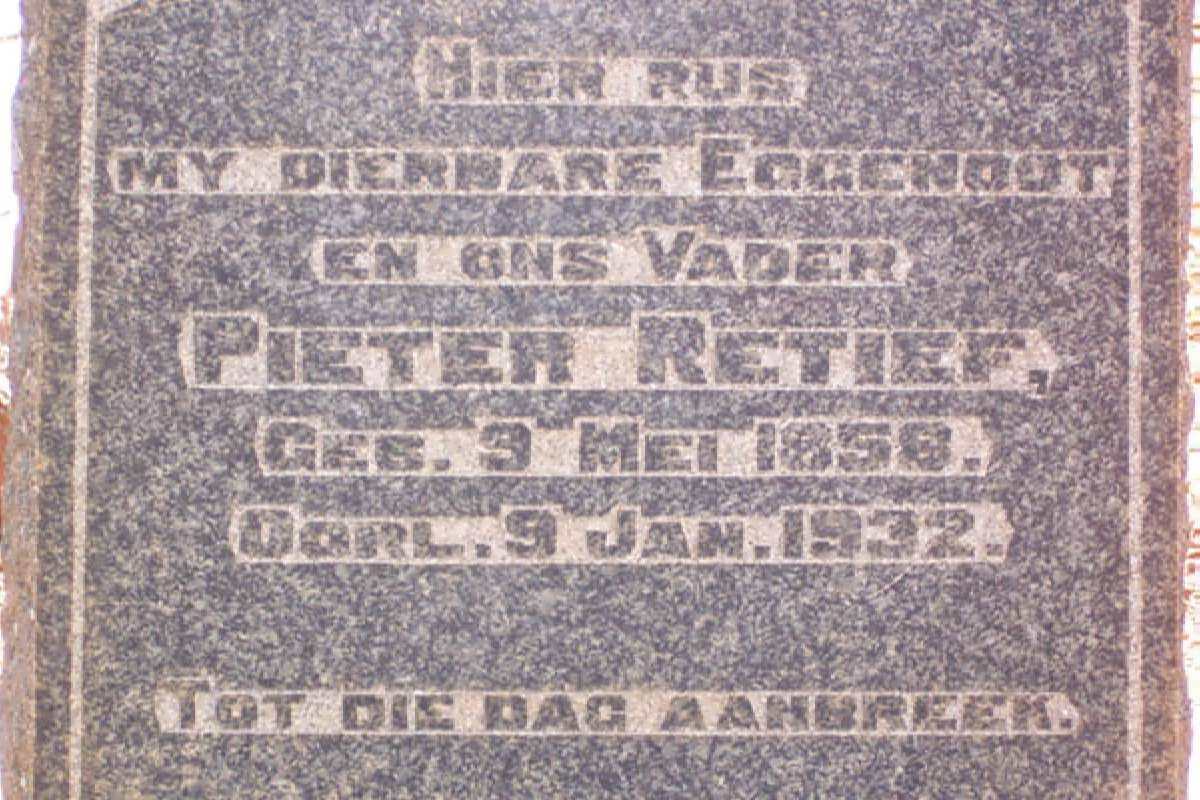 Hier rus
my dierbare Eggenoot
en ons Vader
Pieter Retief,
Geb. 9 Mei 1858.
Oorl. 9 Jan. 1932.
Tot die dag aanbreek.